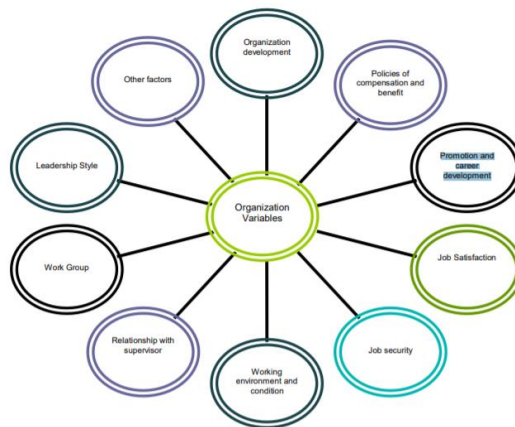 Organization
development
Policies of
compensation and
benefit
Promotion and
career
development
Job Satisfaction
Job security
Working
environment and
condition
Relationship with
supervisor
Work Group
Leadership Style
Other factors
Organization
Variables